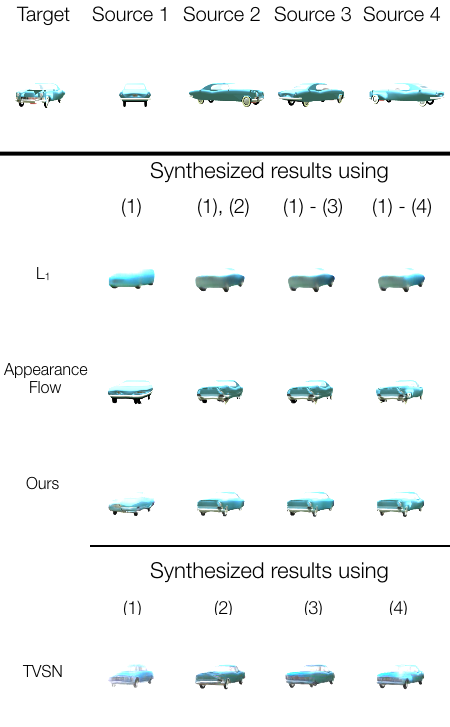 Target Source 1 Source 2 Source 3 Source 4
Synthesized results using
(1) (1), (2) (1) - (3) (1) - (4)
L₁
Appearance
Flow
Ours
Synthesized results using
(1) (2) (3) (4)
TVSN